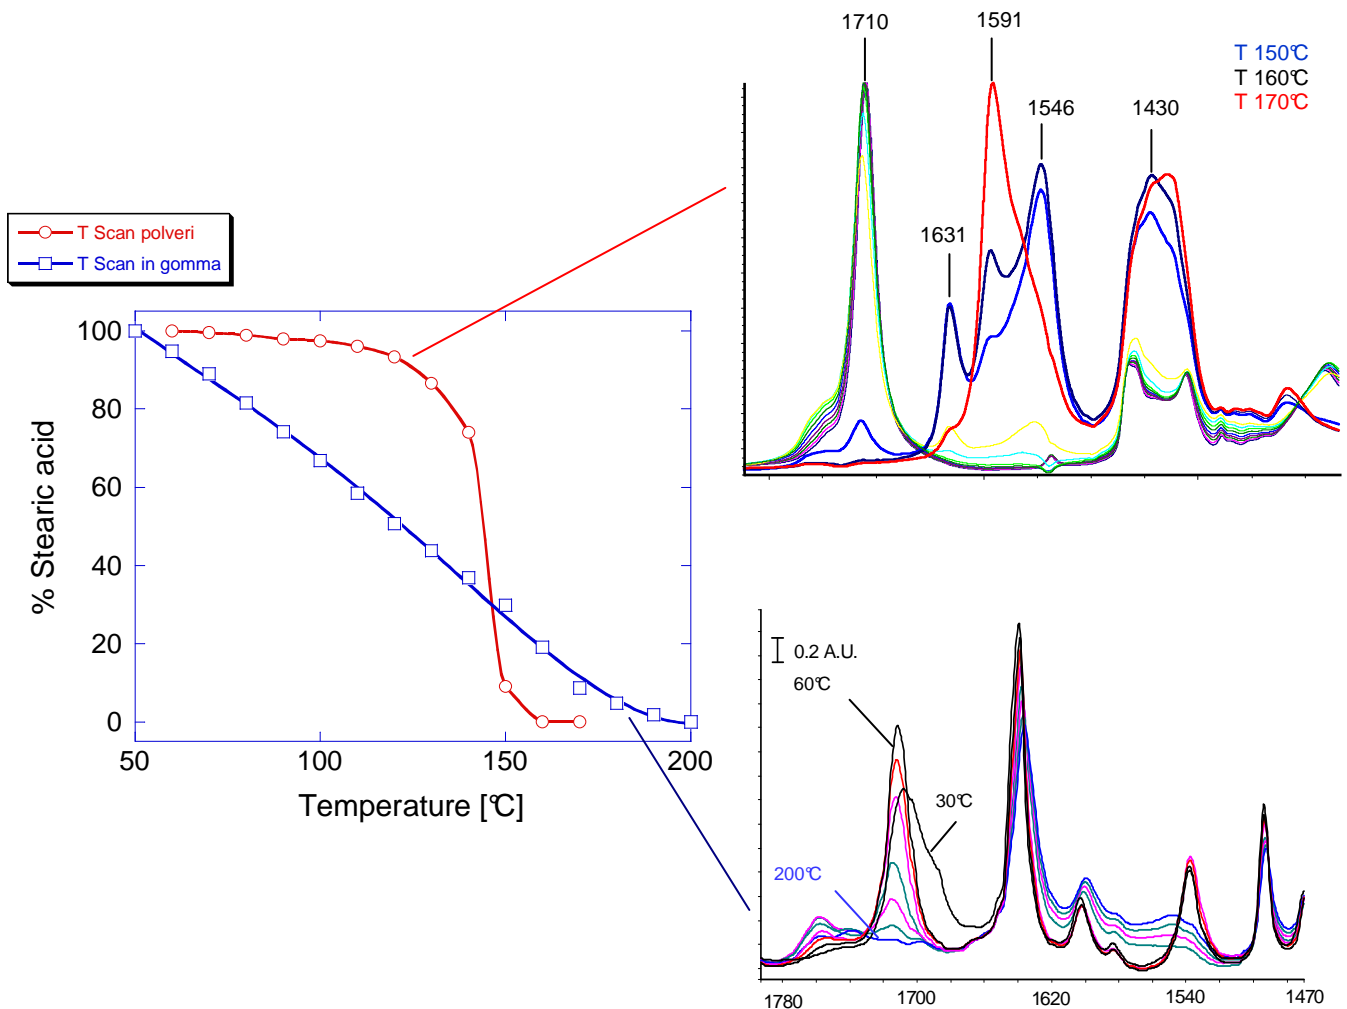 T Scan polveri
T Scan in gomma
100
80
60
40
20
0
50
100
150
200
% Stearic acid
Temperature [°C]
1710
1591
1546
1430
1631
T 150°C
T 160°C
T 170°C
0.2 A.U.
60°C
30°C
200°C
1780
1700
1620
1540
1470